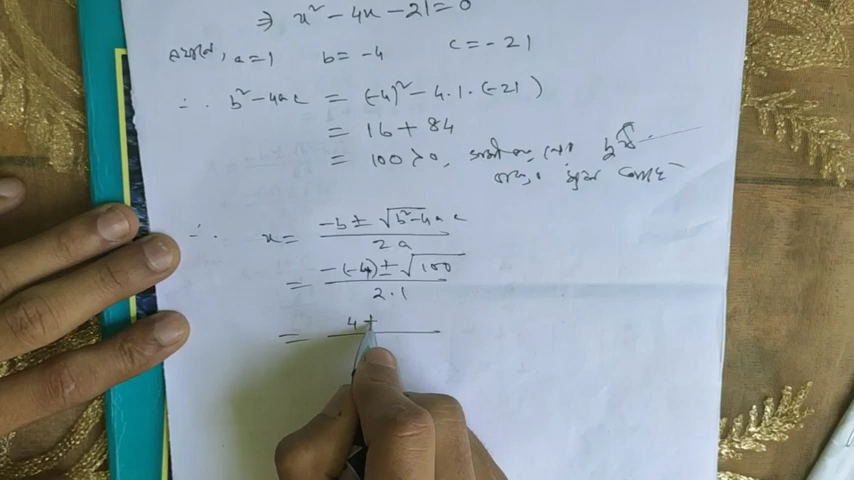 ⇒ x² - 4x - 21 = 0
এখানে, a = 1 b = -4 c = -21
∴ b² - 4ac = (-4)² - 4.1.(-21)
= 16 + 84
= 100 > 0,
∴ x = (-b ± √(b² - 4ac)) / 2a
= (-(-4) ± √100) / 2.1
= 4 +